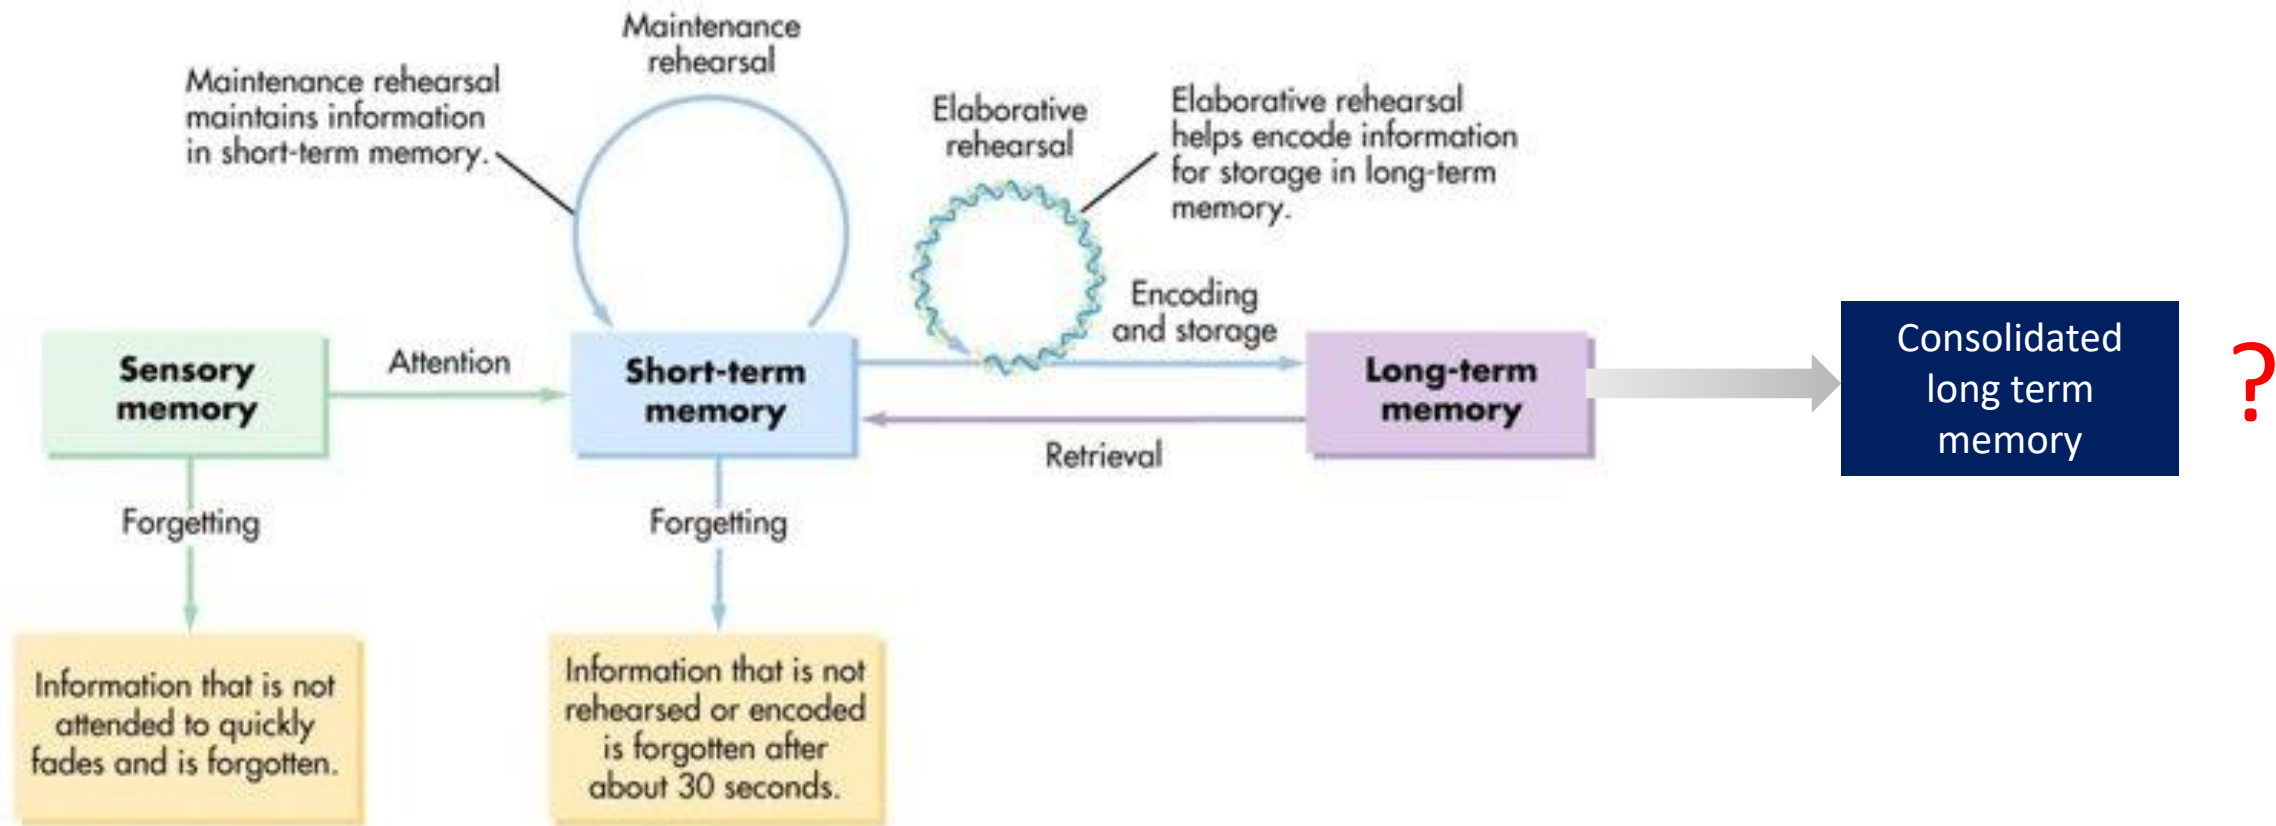 Maintenance
rehearsal
Maintenance rehearsal
maintains information
in short-term memory.
Elaborative
rehearsal
Elaborative rehearsal
helps encode information
for storage in long-term
memory.
Encoding
and storage
Sensory
memory
Attention
Short-term
memory
Long-term
memory
Consolidated
long term
memory
?
Retrieval
Forgetting
Forgetting
Information that is not
attended to quickly
fades and is forgotten.
Information that is not
rehearsed or encoded
is forgotten after
about 30 seconds.